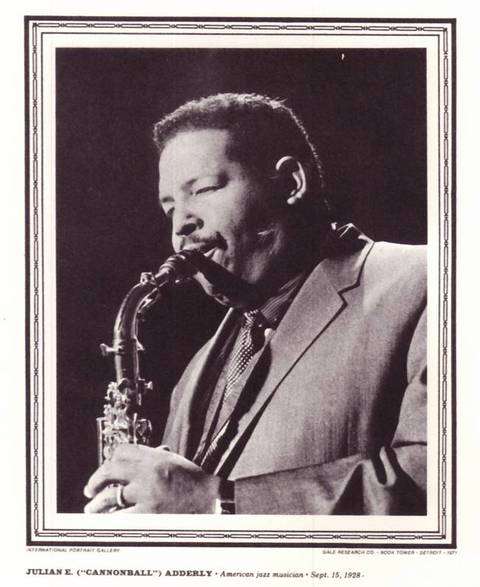 INTERNATIONAL PORTRAIT GALLERY
GALE RESEARCH CO. · BOOK TOWER · DETROIT · 1971
JULIAN E. ("CANNONBALL") ADDERLY · American jazz musician · Sept. 15, 1928 -